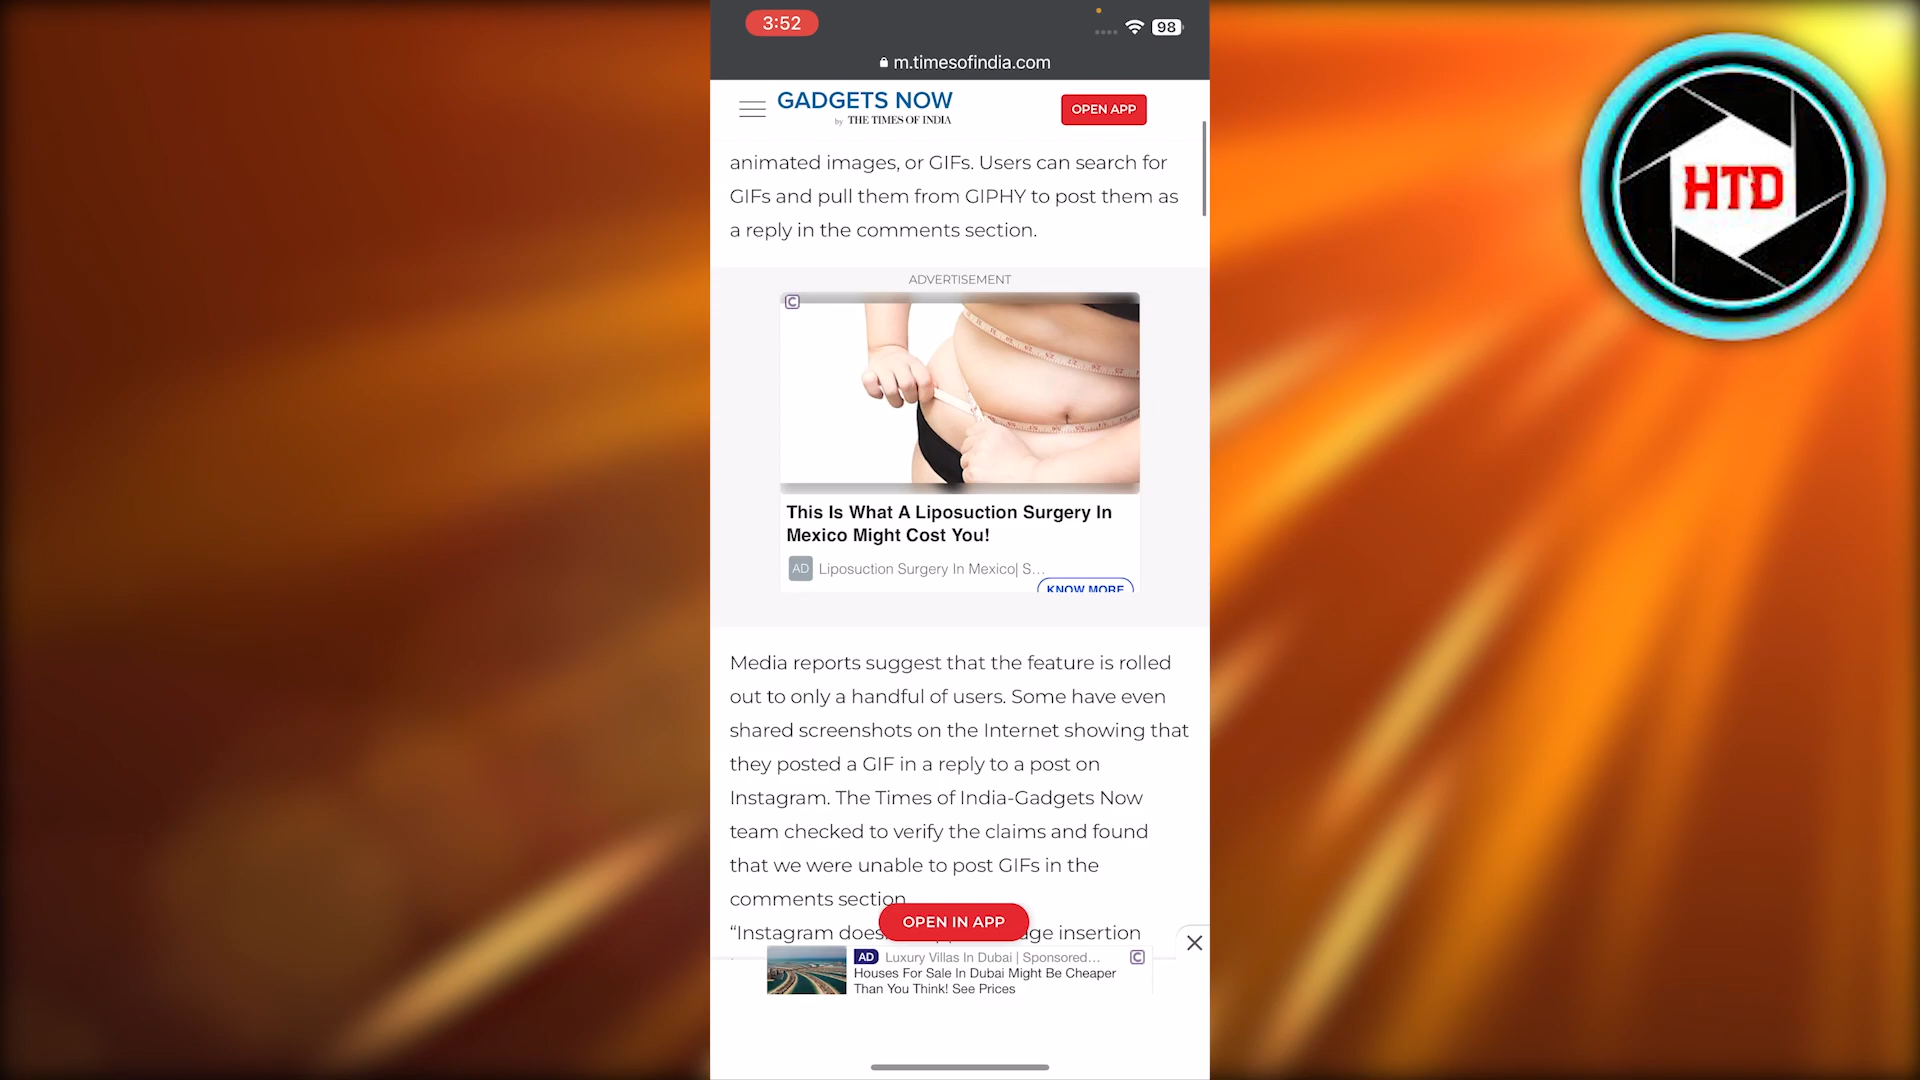 3:52
98
m.timesofindia.com
GADGETS NOW
by THE TIMES OF INDIA
OPEN APP
HTD
animated images, or GIFs. Users can search for
GIFs and pull them from GIPHY to post them as
a reply in the comments section.
ADVERTISEMENT
This Is What A Liposuction Surgery In
Mexico Might Cost You!
AD Liposuction Surgery In Mexico| S...
KNOW MORE
Media reports suggest that the feature is rolled
out to only a handful of users. Some have even
shared screenshots on the Internet showing that
they posted a GIF in a reply to a post on
Instagram. The Times of India-Gadgets Now
team checked to verify the claims and found
that we were unable to post GIFs in the
comments section
OPEN IN APP
“Instagram does insertion
AD Luxury Villas In Dubai | Sponsored...
Houses For Sale In Dubai Might Be Cheaper
Than You Think! See Prices